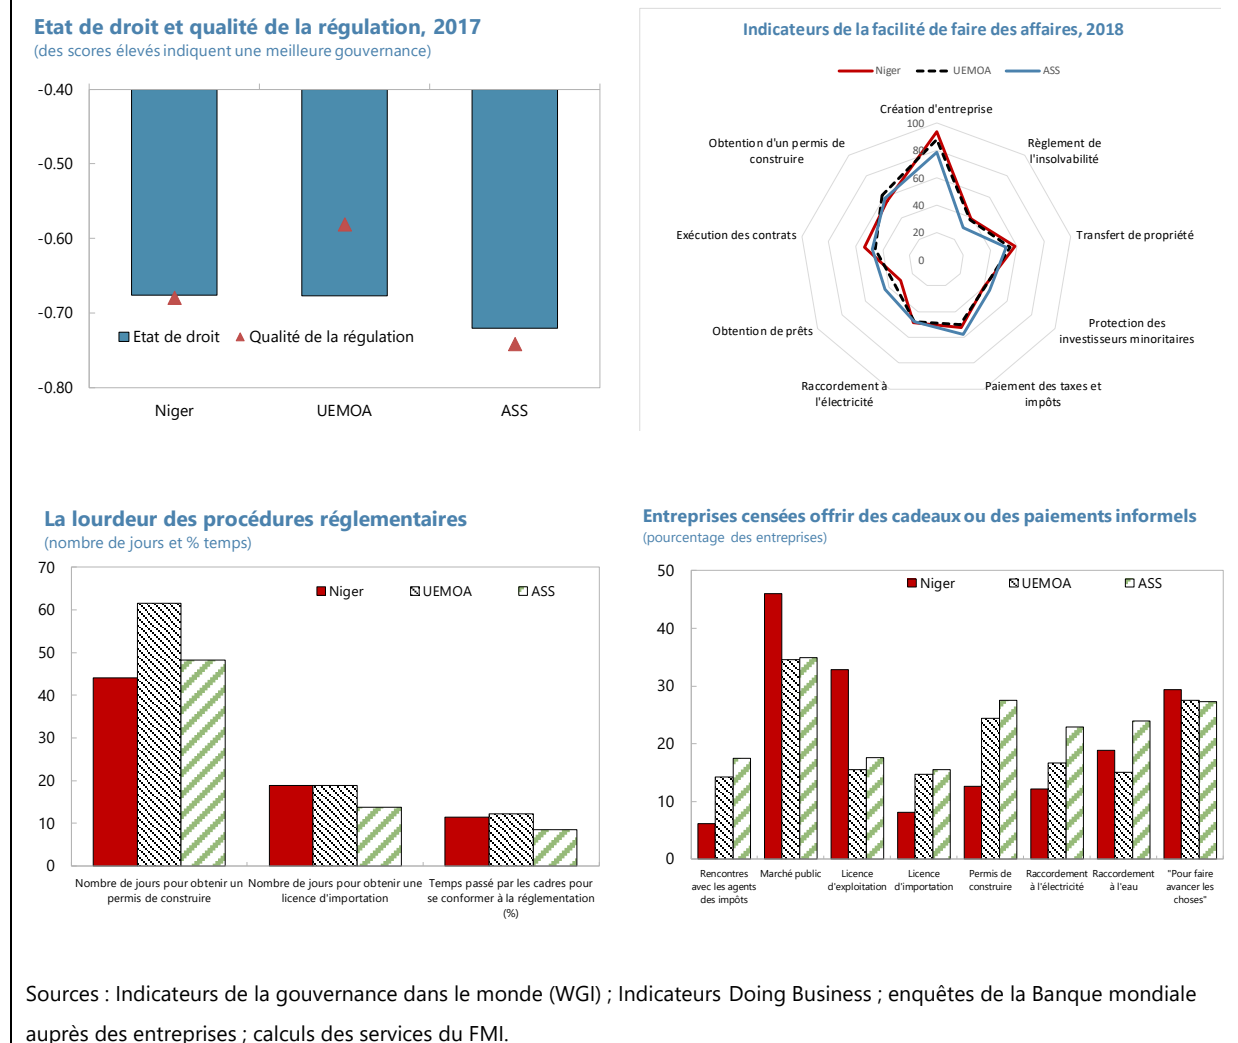 Etat de droit et qualité de la régulation, 2017
(des scores élevés indiquent une meilleure gouvernance)
-0.40
-0.50
-0.60
-0.70
-0.80
Etat de droit
Qualité de la régulation
Niger
UEMOA
ASS
Indicateurs de la facilité de faire des affaires, 2018
Niger
UEMOA
ASS
Création d'entreprise
Règlement de
l'insolvabilité
Transfert de propriété
Protection des
investisseurs minoritaires
Paiement des taxes et
impôts
Raccordement à
l'électricité
Obtention de prêts
Exécution des contrats
Obtention d'un permis de
construire
100
80
60
40
20
0
La lourdeur des procédures réglementaires
(nombre de jours et % temps)
70
60
50
40
30
20
10
0
Niger
UEMOA
ASS
Nombre de jours pour obtenir un
permis de construire
Nombre de jours pour obtenir une
licence d'importation
Temps passé par les cadres pour
se conformer à la réglementation
(%)
Entreprises censées offrir des cadeaux ou des paiements informels
(pourcentage des entreprises)
50
40
30
20
10
0
Niger
UEMOA
ASS
Rencontres
avec les agents
des impôts
Marché public
Licence
d'exploitation
Licence
d'importation
Permis de
construire
Raccordement
à l'électricité
Raccordement
à l'eau
"Pour faire
avancer les
choses"
Sources : Indicateurs de la gouvernance dans le monde (WGI) ; Indicateurs Doing Business ; enquêtes de la Banque mondiale
auprès des entreprises ; calculs des services du FMI.